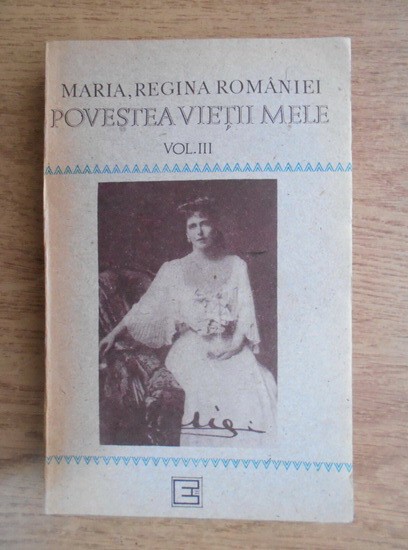 MARIA, REGINA ROMÂNIEI
POVESTEA VIEȚII MELE
VOL. III
E